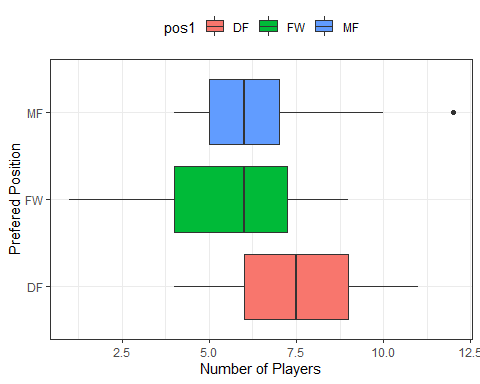 pos1 DF FW MF
MF
FW
DF
Prefered Position
2.5 5.0 7.5 10.0 12.5
Number of Players